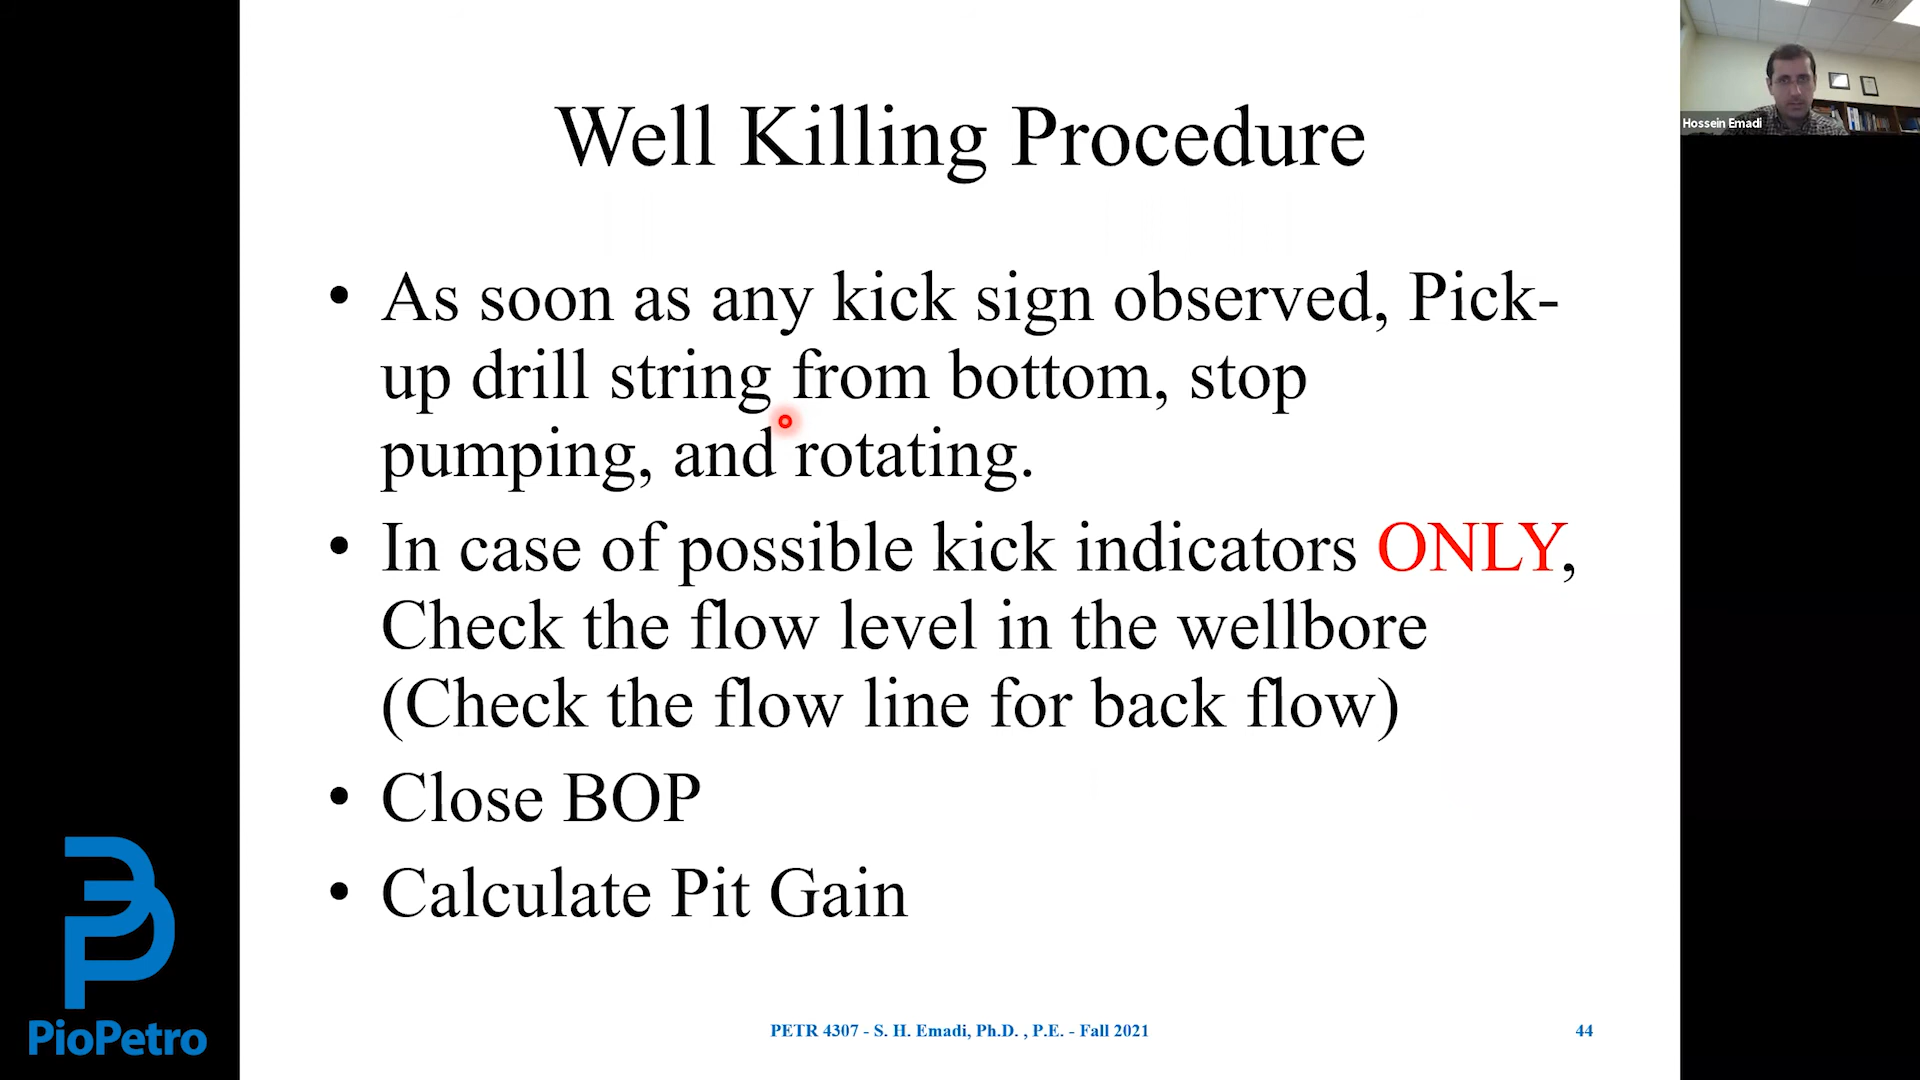 Well Killing Procedure
Hossein Emadi
• As soon as any kick sign observed, Pick-
up drill string from bottom, stop
pumping, and rotating.
• In case of possible kick indicators ONLY,
Check the flow level in the wellbore
(Check the flow line for back flow)
• Close BOP
• Calculate Pit Gain
PioPetro
PETR 4307 - S. H. Emadi, Ph.D. , P.E. - Fall 2021
44